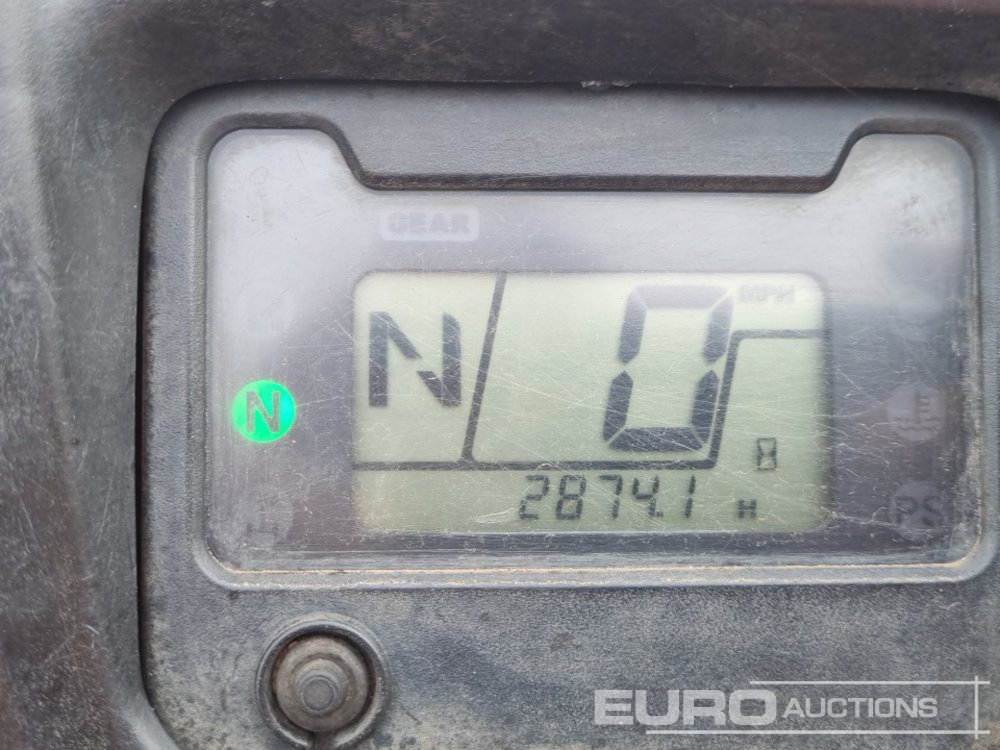 GEAR
N 0 MPH
N
8
2874.1 H
PS
EURO AUCTIONS